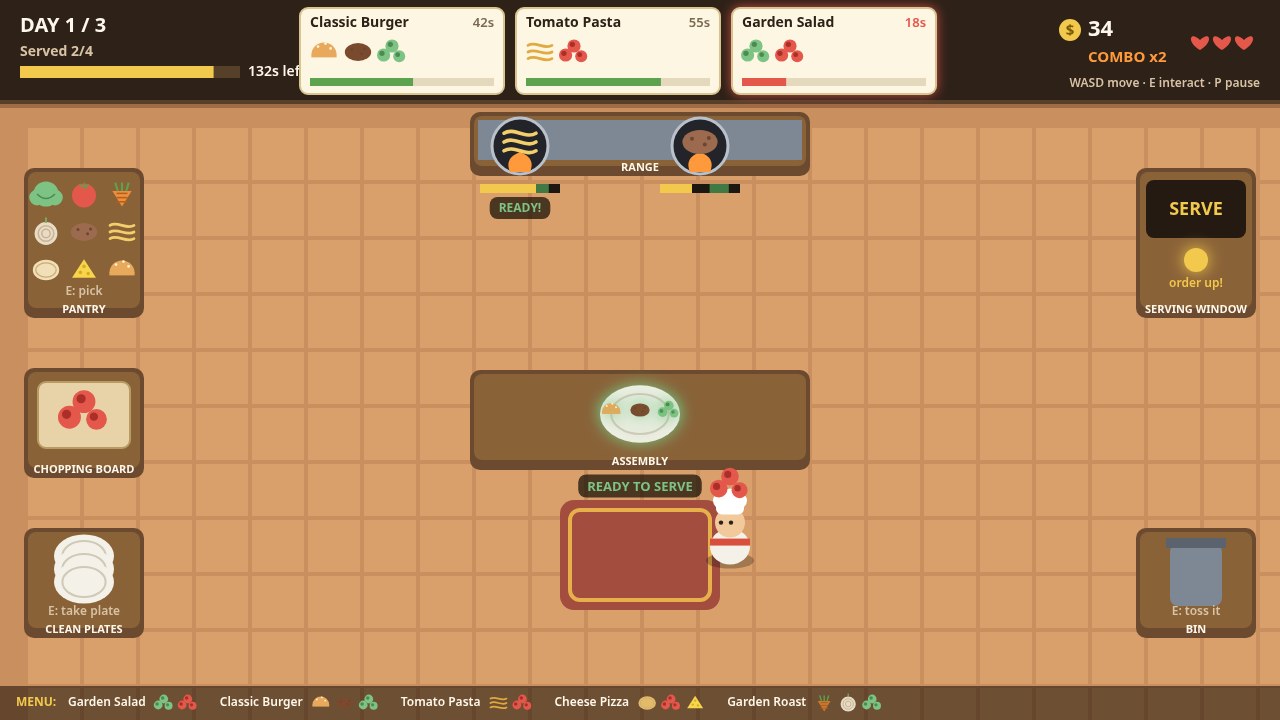 DAY 1 / 3
Served 2/4
132s lef
Classic Burger 42s
Tomato Pasta 55s
Garden Salad 18s
$ 34
COMBO x2
WASD move · E interact · P pause
RANGE
READY!
E: pick
PANTRY
SERVE
order up!
SERVING WINDOW
CHOPPING BOARD
ASSEMBLY
READY TO SERVE
E: take plate
CLEAN PLATES
E: toss it
BIN
MENU: Garden Salad Classic Burger Tomato Pasta Cheese Pizza Garden Roast